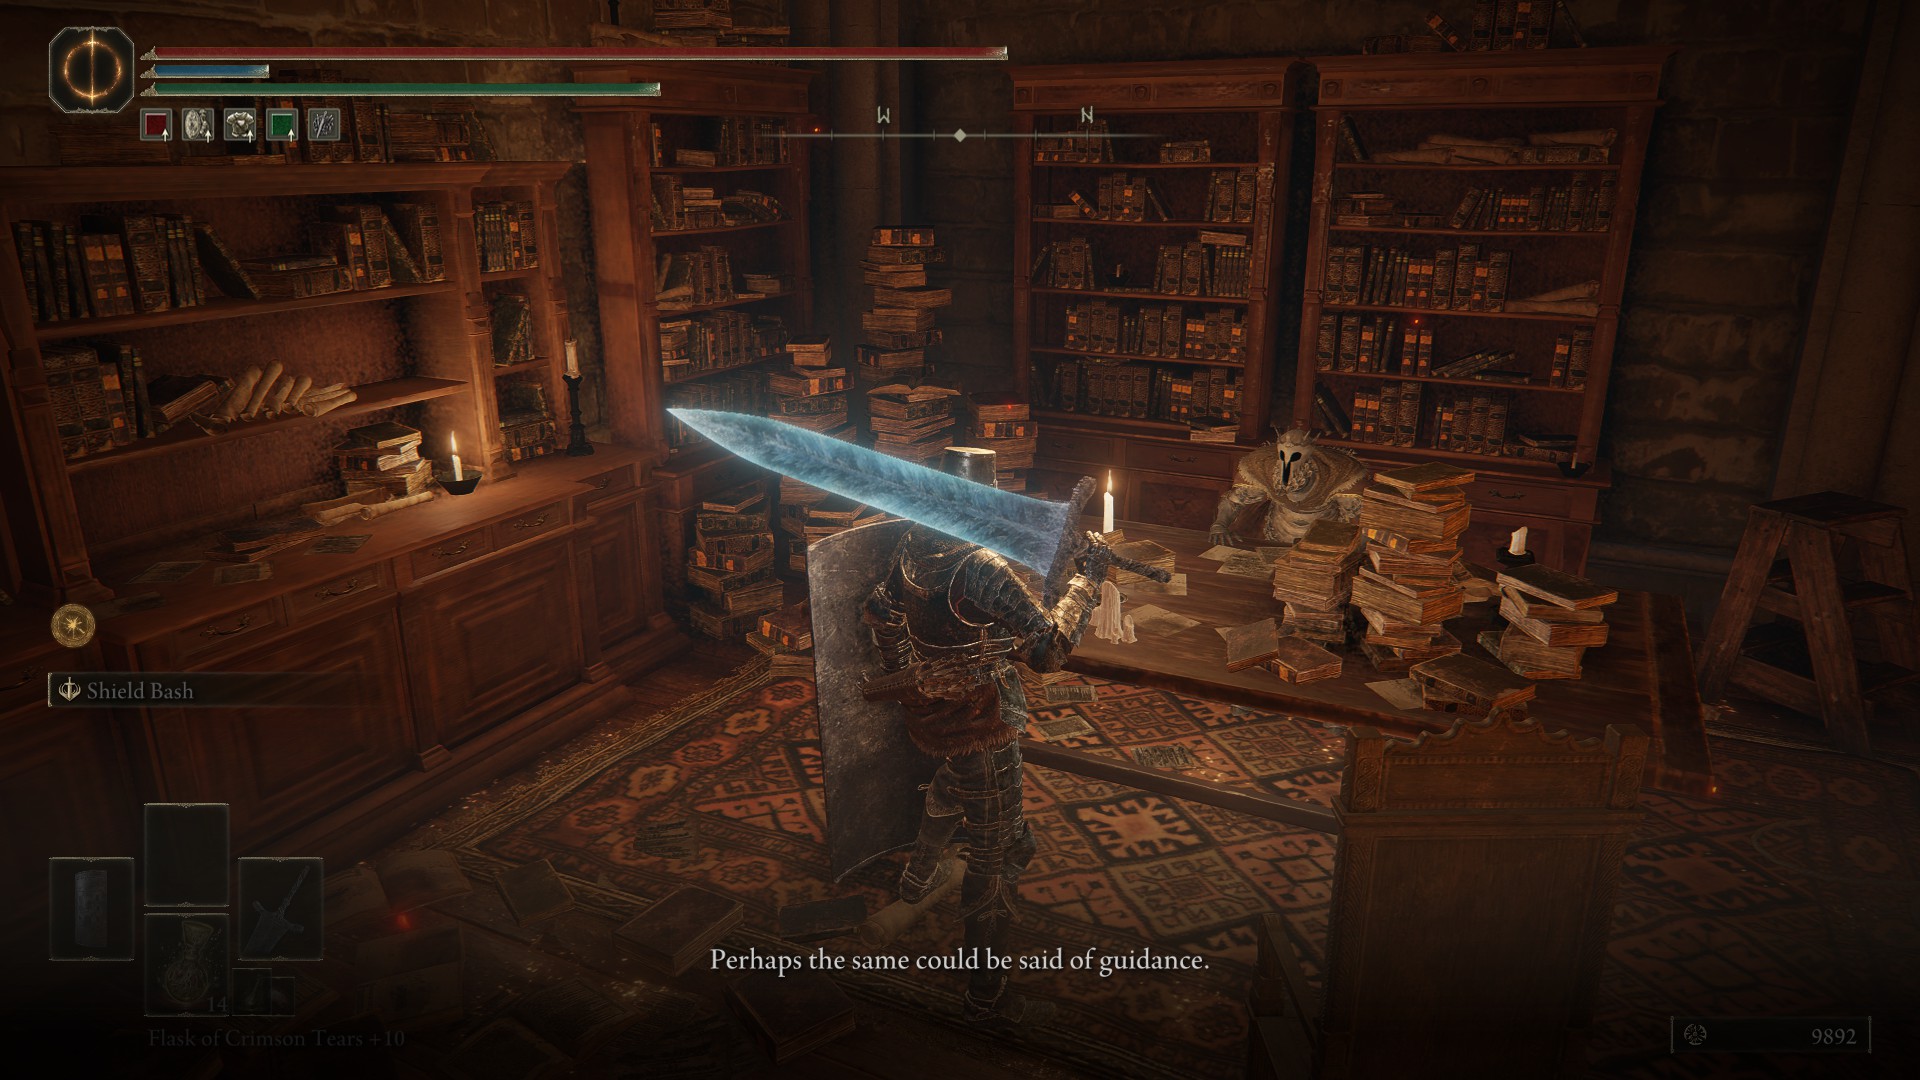 W N
Shield Bash
Perhaps the same could be said of guidance.
14
Flask of Crimson Tears +10
9892